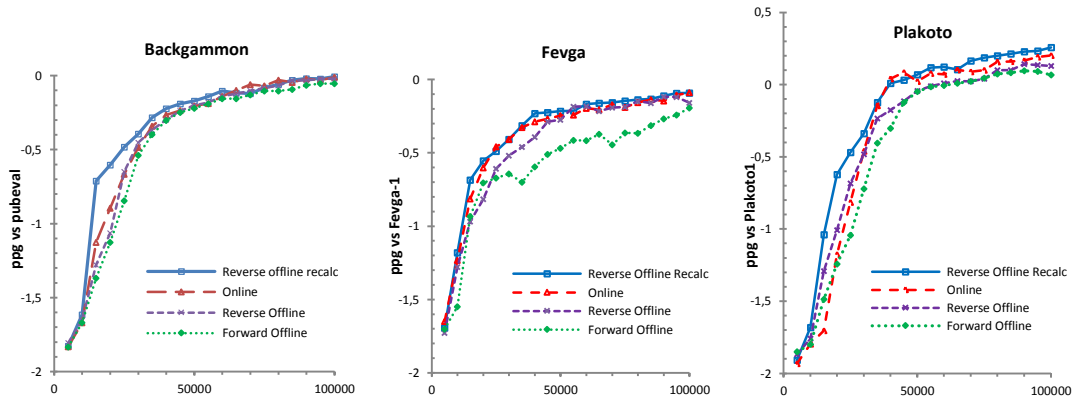 Backgammon
ppg vs pubeval
0
-0,5
-1
-1,5
-2
0
50000
100000
Reverse offline recalc
Online
Reverse Offline
Forward Offline
Fevga
ppg vs Fevga-1
0
-0,5
-1
-1,5
-2
0
50000
100000
Reverse Offline Recalc
Online
Reverse Offline
Forward Offline
Plakoto
ppg vs Plakoto1
0,5
0
-0,5
-1
-1,5
-2
0
50000
100000
Reverse Offline Recalc
Online
Reverse Offline
Forward Offline